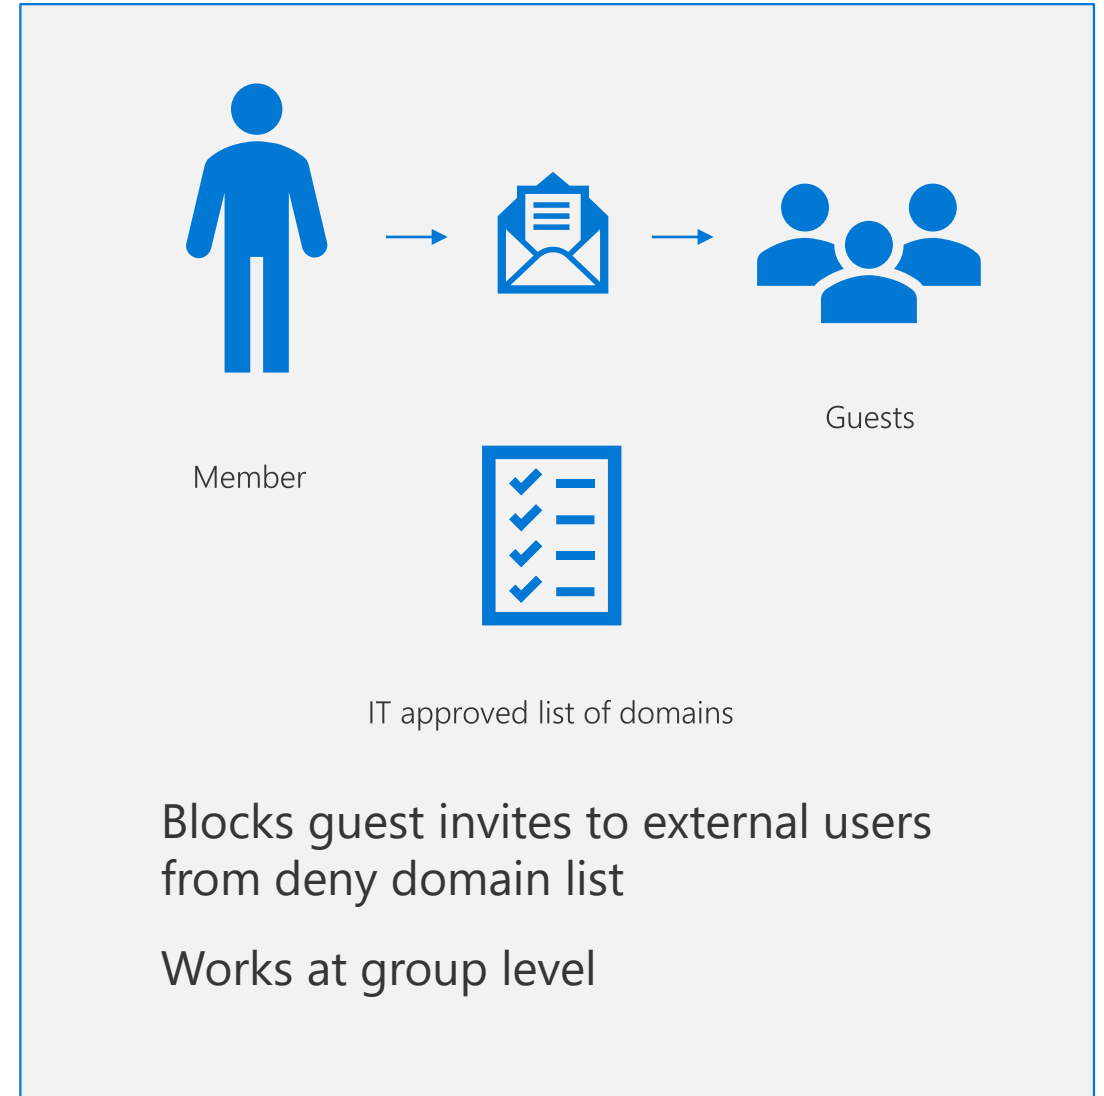 Guests
Member
IT approved list of domains
Blocks guest invites to external users
from deny domain list
Works at group level